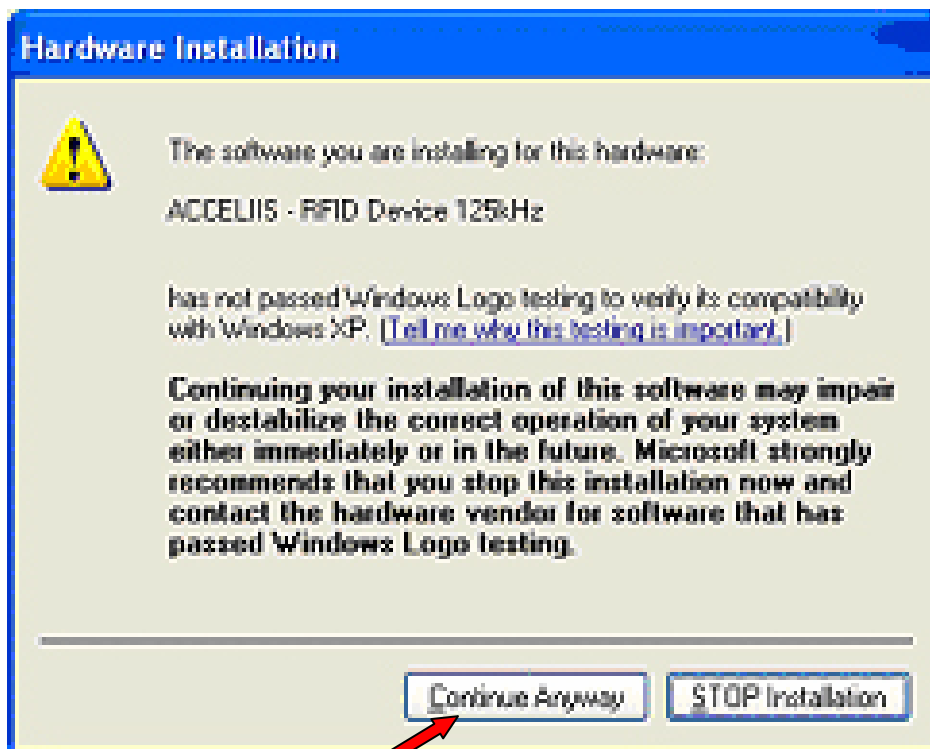 Hardware Installation
The software you are installing for this hardware:
ACCELIIS - RFID Device 125kHz
has not passed Windows Logo testing to verify its compatibility
with Windows XP. (Tell me why this testing is important.)
Continuing your installation of this software may impair
or destabilize the correct operation of your system
either immediately or in the future. Microsoft strongly
recommends that you stop this installation now and
contact the hardware vendor for software that has
passed Windows Logo testing.
Continue Anyway
STOP Installation